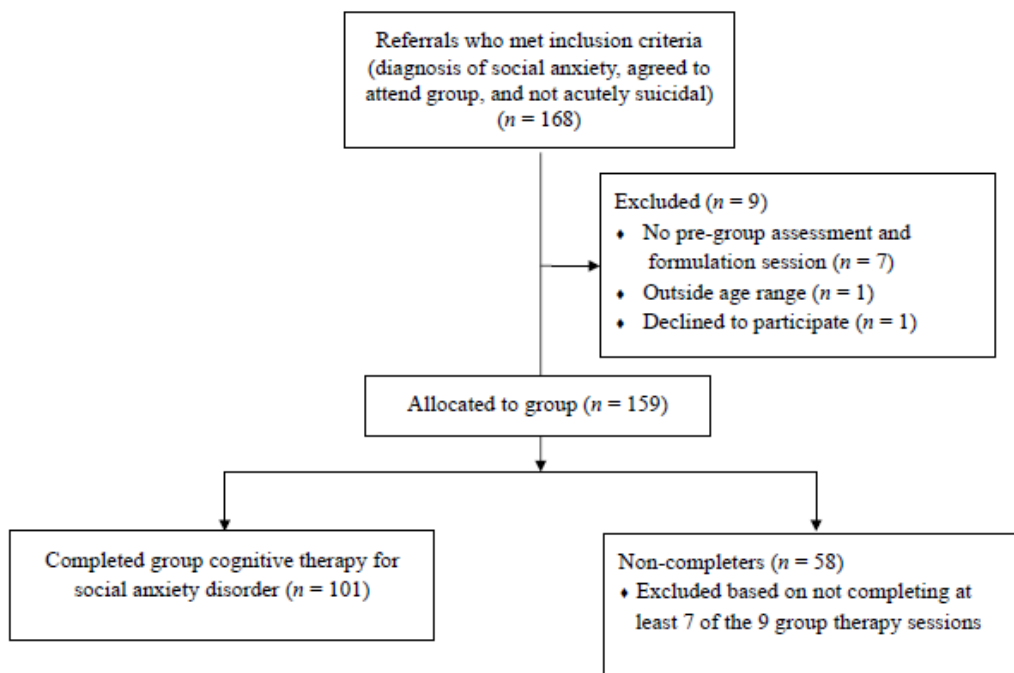 Referrals who met inclusion criteria
(diagnosis of social anxiety, agreed to
attend group, and not acutely suicidal)
(n = 168)
Excluded (n = 9)
♦ No pre-group assessment and
formulation session (n = 7)
♦ Outside age range (n = 1)
♦ Declined to participate (n = 1)
Allocated to group (n = 159)
Completed group cognitive therapy for
social anxiety disorder (n = 101)
Non-completers (n = 58)
♦ Excluded based on not completing at
least 7 of the 9 group therapy sessions